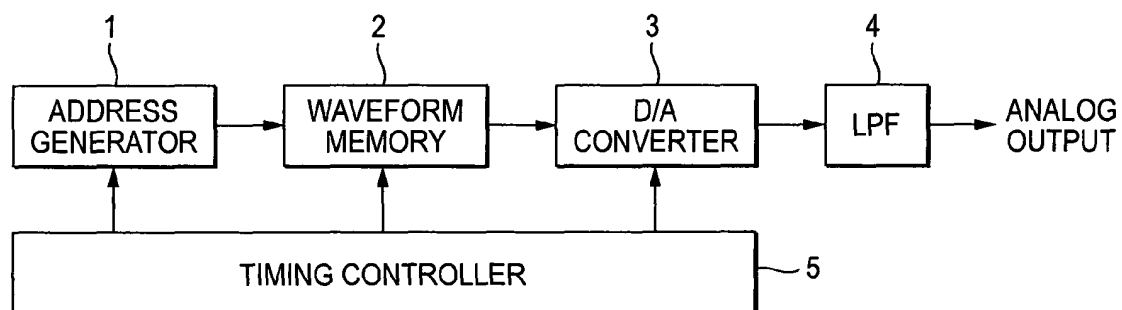 1
2
3
4
ADDRESS
GENERATOR
WAVEFORM
MEMORY
D/A
CONVERTER
LPF
ANALOG
OUTPUT
TIMING CONTROLLER
5